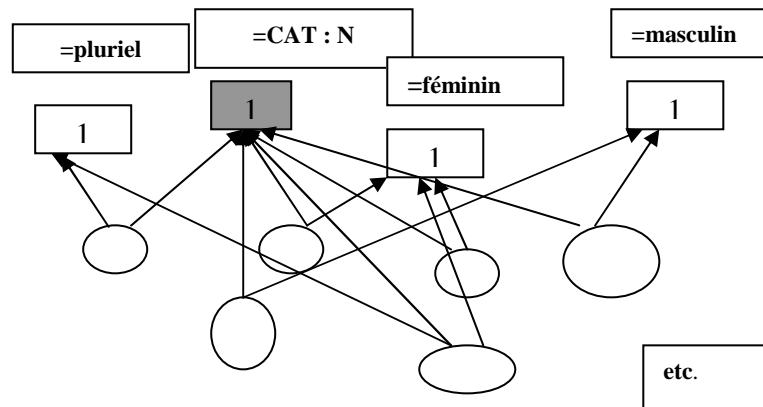 =pluriel
=CAT : N
=masculin
=féminin
1
1
1
1
etc.